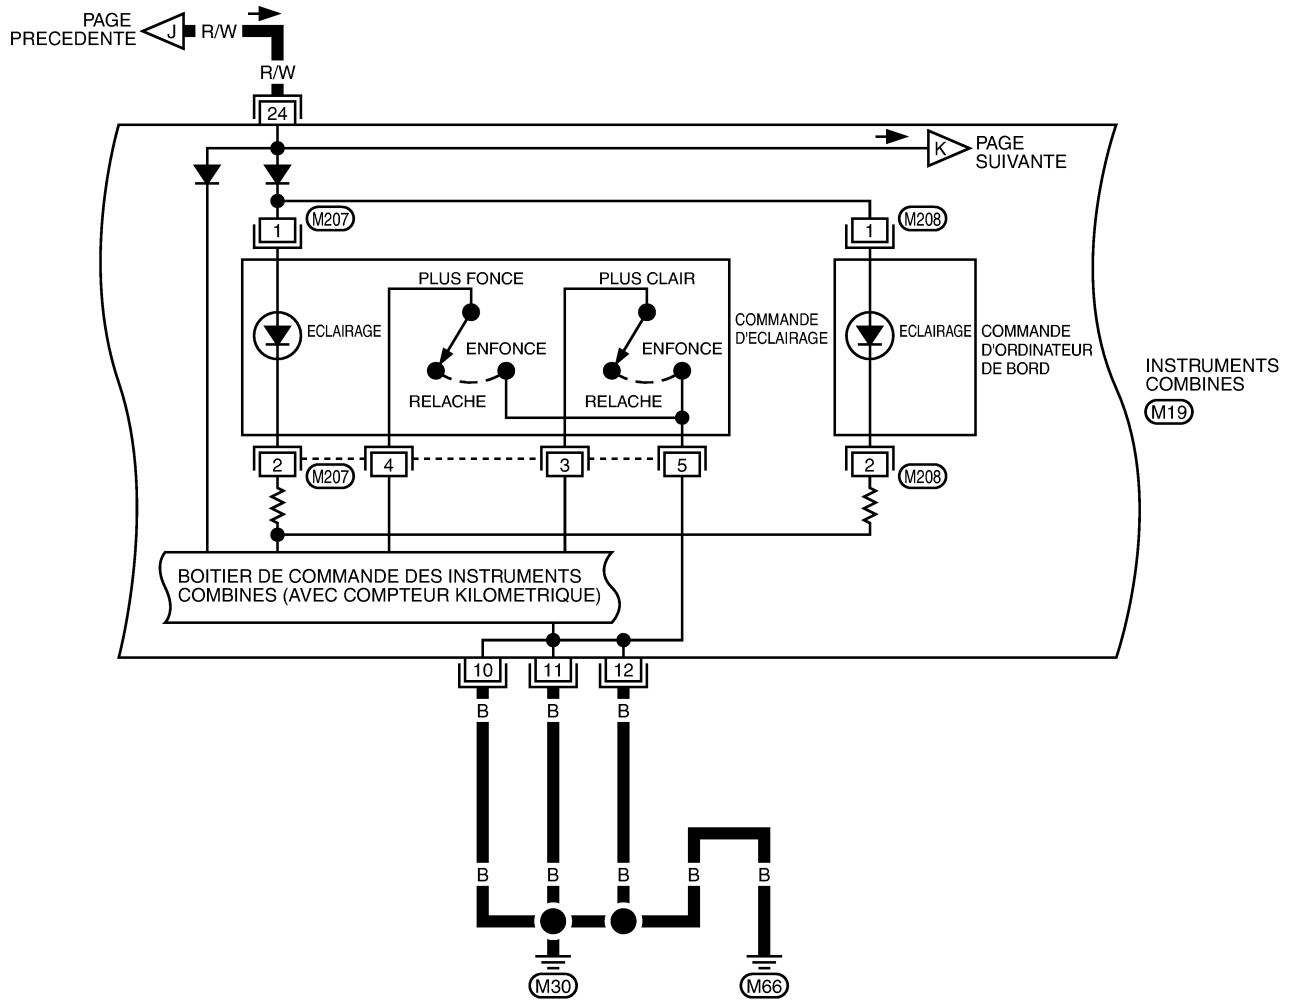 PAGE
PRECEDENTE
J
R/W
R/W
24
K
PAGE
SUIVANTE
1
M207
1
M208
PLUS FONCE
PLUS CLAIR
ECLAIRAGE
ENFONCE
ENFONCE
RELACHE
RELACHE
COMMANDE
D'ECLAIRAGE
ECLAIRAGE
COMMANDE
D'ORDINATEUR
DE BORD
INSTRUMENTS
COMBINES
M19
2
M207
4
3
5
2
M208
BOITIER DE COMMANDE DES INSTRUMENTS
COMBINES (AVEC COMPTEUR KILOMETRIQUE)
10
11
12
B
B
B
B
B
B
B
B
M30
M66